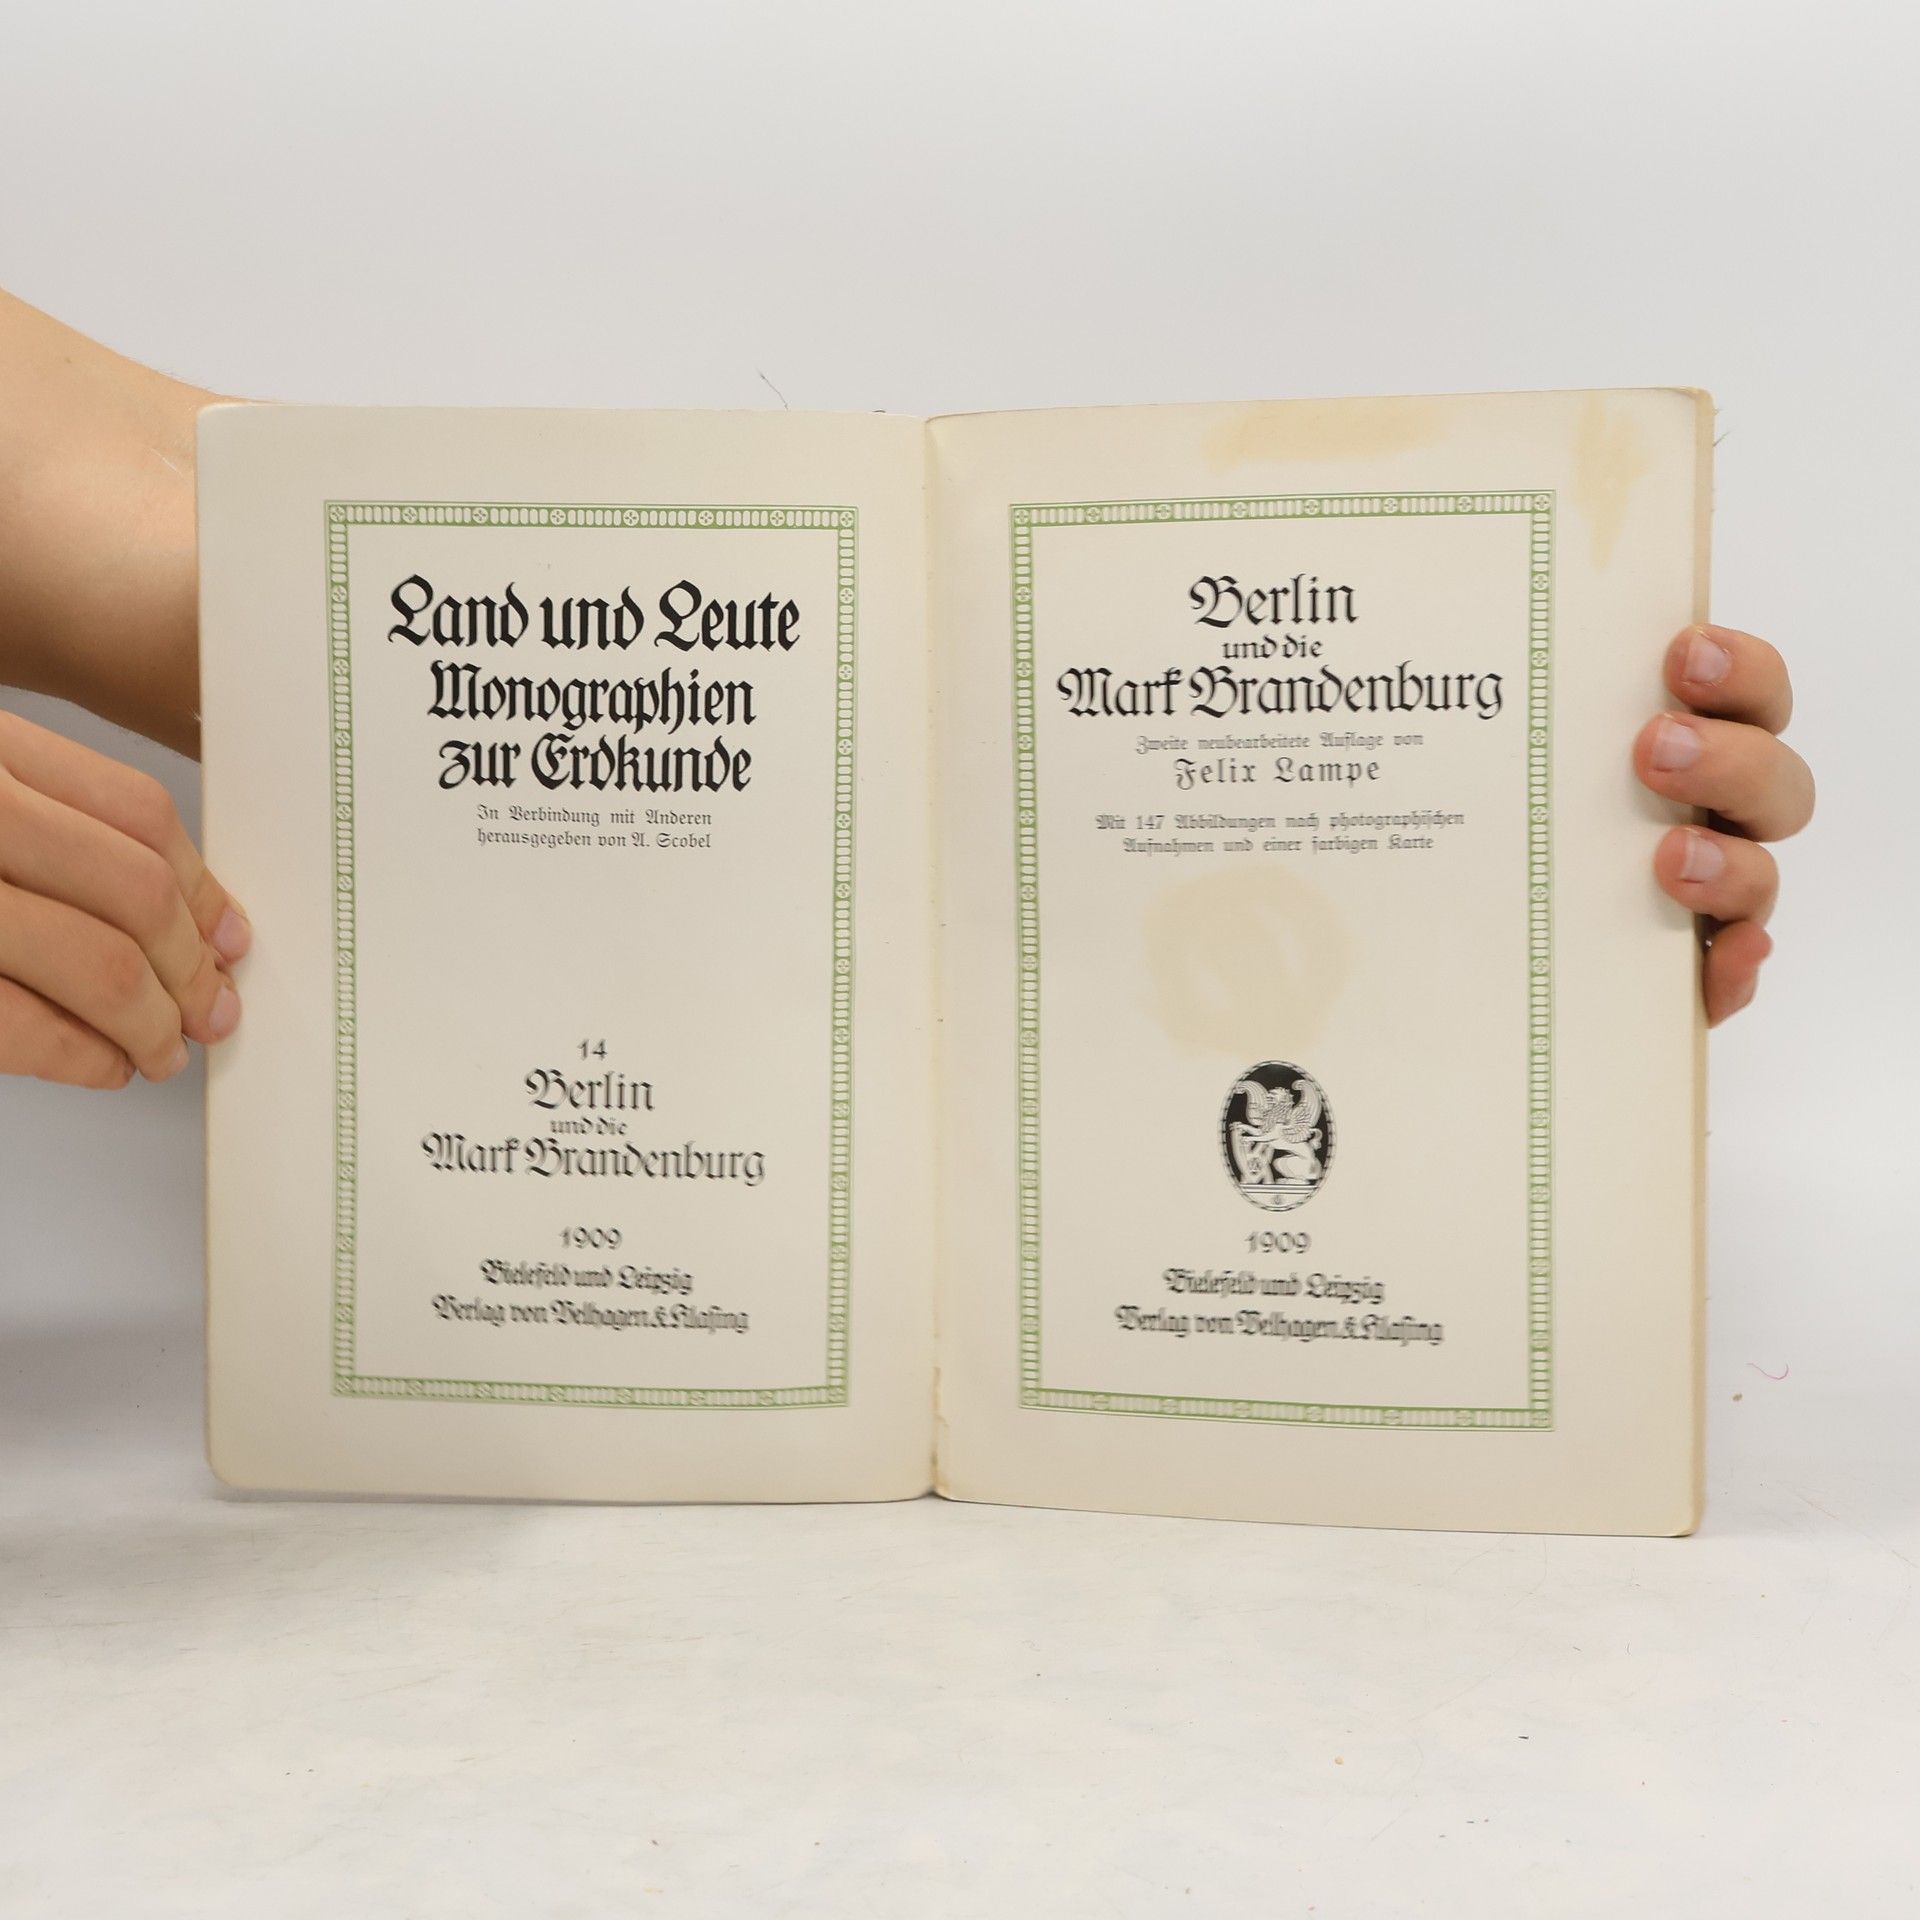 Land und Leute
Monographien
zur Erdkunde
In Verbindung mit Anderen
herausgegeben von A. Scobel
14
Berlin
und die
Mark Brandenburg
1909
Bielefeld und Leipzig
Verlag von Velhagen & Klasing
Berlin
und die
Mark Brandenburg
Zweite neubearbeitete Auflage von
Felix Lampe
Mit 147 Abbildungen nach photographischen
Aufnahmen und einer farbigen Karte
1909
Bielefeld und Leipzig
Verlag von Velhagen & Klasing